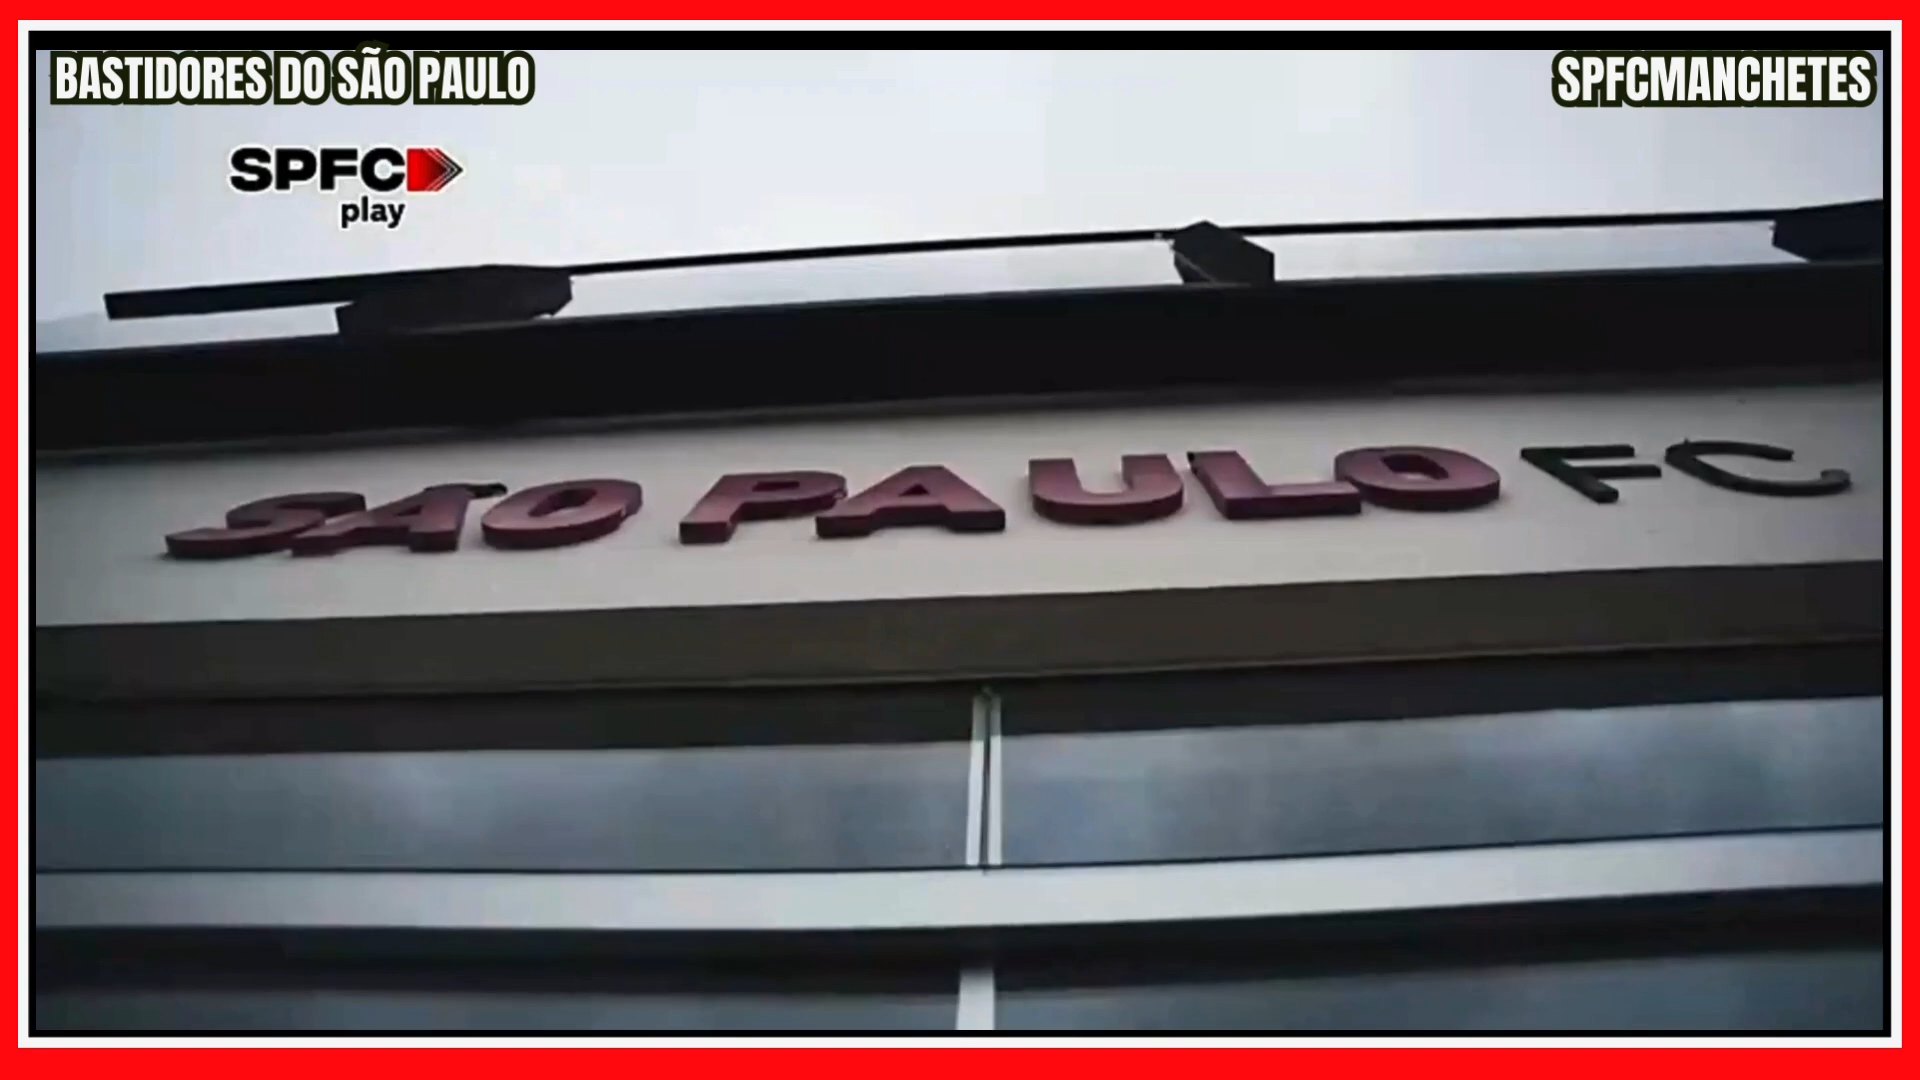 BASTIDORES DO SÃO PAULO
SPFCMANCHETES
SPFC
play
SÃO PAULO FC